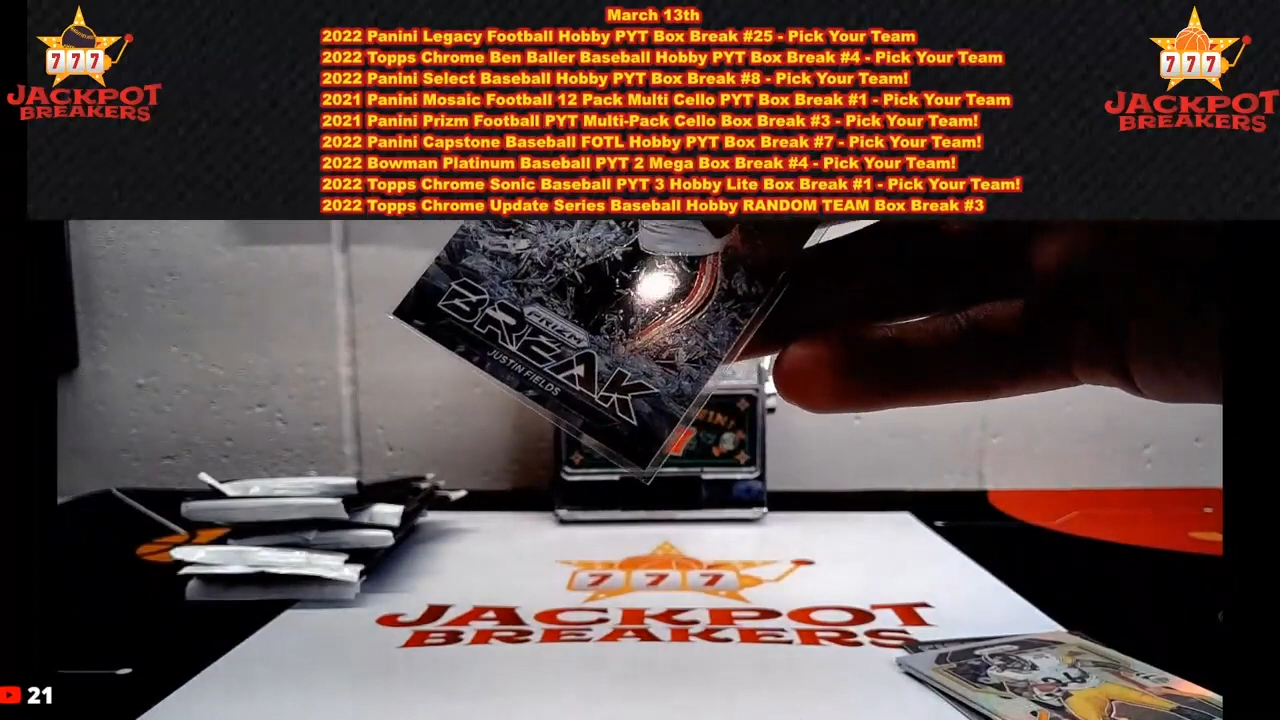 March 13th
2022 Panini Legacy Football Hobby PYT Box Break #25 - Pick Your Team
2022 Topps Chrome Ben Baller Baseball Hobby PYT Box Break #4 - Pick Your Team
2022 Panini Select Baseball Hobby PYT Box Break #8 - Pick Your Team!
2021 Panini Mosaic Football 12 Pack Multi Cello PYT Box Break #1 - Pick Your Team
2021 Panini Prizm Football PYT Multi-Pack Cello Box Break #3 - Pick Your Team!
2022 Panini Capstone Baseball FOTL Hobby PYT Box Break #7 - Pick Your Team!
2022 Bowman Platinum Baseball PYT 2 Mega Box Break #4 - Pick Your Team!
2022 Topps Chrome Sonic Baseball PYT 3 Hobby Lite Box Break #1 - Pick Your Team!
2022 Topps Chrome Update Series Baseball Hobby RANDOM TEAM Box Break #3
777
JACKPOT
BREAKERS
777
JACKPOT
BREAKERS
PRIZM
BREAK
JUSTIN FIELDS
777
JACKPOT
BREAKERS
21